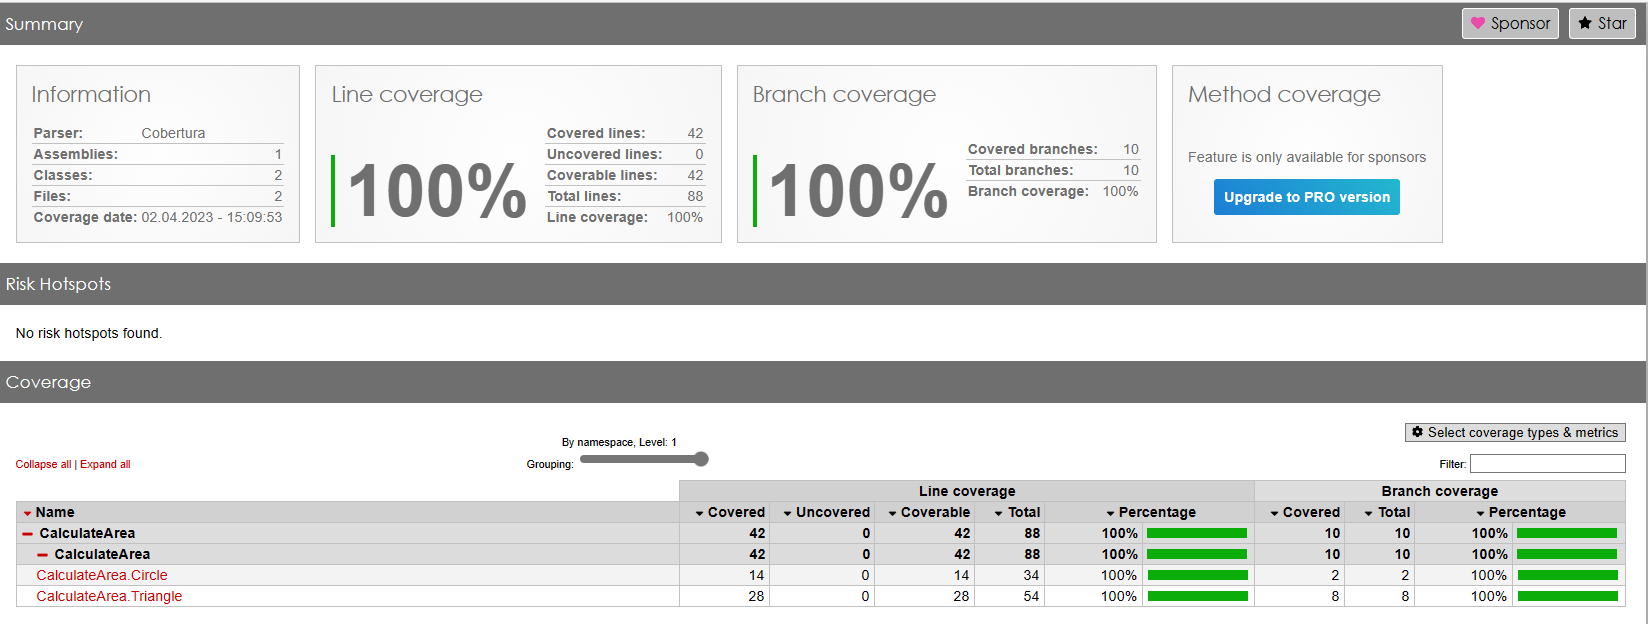 Summary
Sponsor
Star
Information
Parser: Cobertura
Assemblies: 1
Classes: 2
Files: 2
Coverage date: 02.04.2023 - 15:09:53
Line coverage
100%
Covered lines: 42
Uncovered lines: 0
Coverable lines: 42
Total lines: 88
Line coverage: 100%
Branch coverage
100%
Covered branches: 10
Total branches: 10
Branch coverage: 100%
Method coverage
Feature is only available for sponsors
Upgrade to PRO version
Risk Hotspots
No risk hotspots found.
Coverage
Collapse all | Expand all
By namespace, Level: 1
Grouping:
Select coverage types & metrics
Filter:
Line coverage Branch coverage
Name Covered Uncovered Coverable Total Percentage Covered Total Percentage
CalculateArea 42 0 42 88 100% 10 10 100%
CalculateArea 42 0 42 88 100% 10 10 100%
CalculateArea.Circle 14 0 14 34 100% 2 2 100%
CalculateArea.Triangle 28 0 28 54 100% 8 8 100%